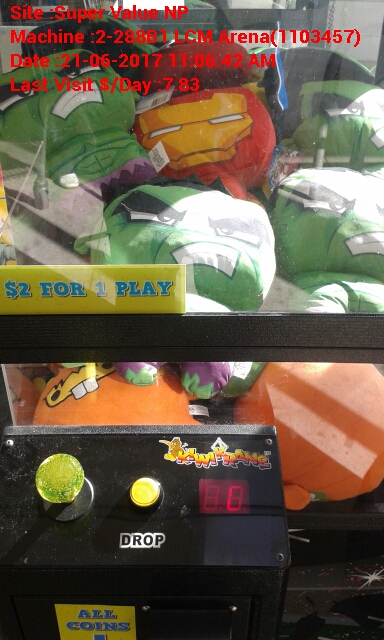 Site :Super Value NP
Machine :2-288B1 LCM Arena(1103457)
Date :21-06-2017 11:06:42 AM
Last Visit $/Day :7.83
$2 FOR 1 PLAY
DROP
ALL
COINS